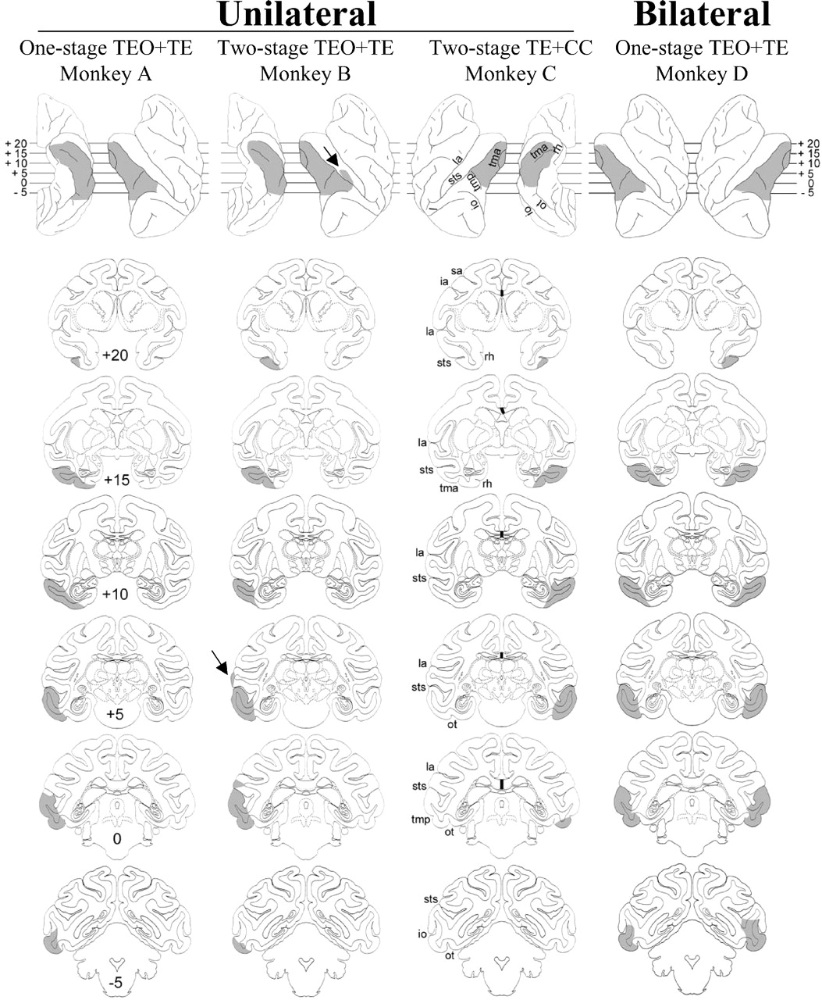 Unilateral
Bilateral
One-stage TEO+TE
Monkey A
Two-stage TEO+TE
Monkey B
Two-stage TE+CC
Monkey C
One-stage TEO+TE
Monkey D
+ 20
+ 15
+ 10
+ 5
0
- 5
la
sts
tma
tmp
io
l
tma
rh
ot
io
+ 20
+ 15
+ 10
+ 5
0
- 5
+20
sa
ia
la
sts
rh
+15
la
sts
tma
rh
+10
la
sts
+5
la
sts
ot
0
la
sts
tmp
ot
-5
sts
io
ot